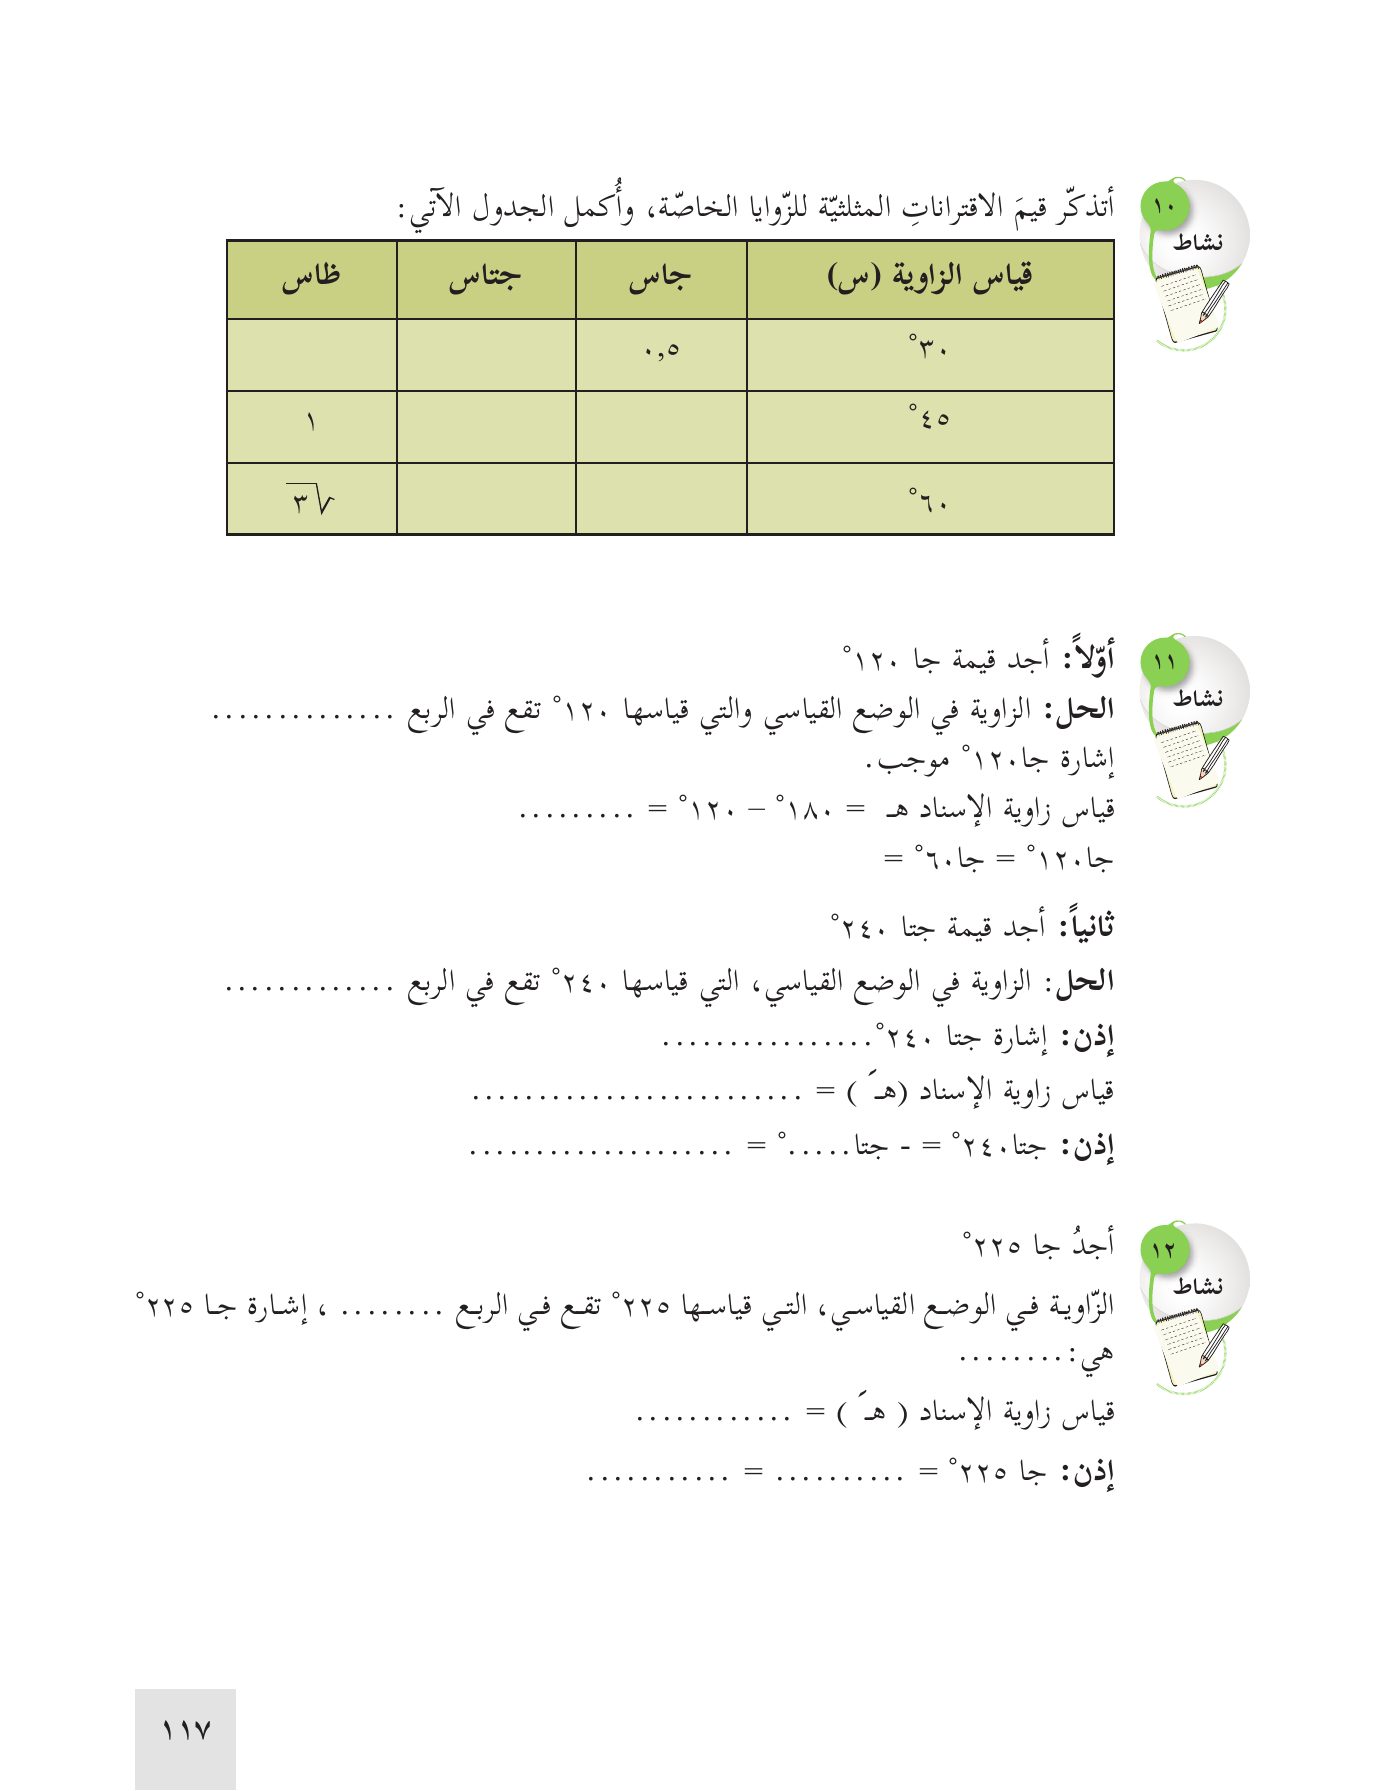 ١٠
نشاط
أتذكّر قيمَ الاقتراناتِ المثلثيّة للزّوايا الخاصّة، وأُكمل الجدول الآتي:
قياس الزاوية (س) جاس جتاس ظاس
٣٠° ٠,٥
٤٥° ١
٦٠° √٣
١١
نشاط
أوّلاً: أجد قيمة جا ١٢٠°
الحل: الزاوية في الوضع القياسي والتي قياسها ١٢٠° تقع في الربع ..............
إشارة جا١٢٠° موجب.
قياس زاوية الإسناد هـ = ١٨٠° – ١٢٠° = .........
جا١٢٠° = جا٦٠° =
ثانياً: أجد قيمة جتا ٢٤٠°
الحل: الزاوية في الوضع القياسي، التي قياسها ٢٤٠° تقع في الربع .............
إذن: إشارة جتا ٢٤٠°................
قياس زاوية الإسناد (هـَ ) = .........................
إذن: جتا٢٤٠° = - جتا.....° = ....................
١٢
نشاط
أجدُ جا ٢٢٥°
الزّاوية في الوضع القياسي، التي قياسها ٢٢٥° تقع في الربع ........ ، إشارة جا ٢٢٥°
هي:........
قياس زاوية الإسناد ( هـَ ) = ............
إذن: جا ٢٢٥° = .......... = ...........
١١٧